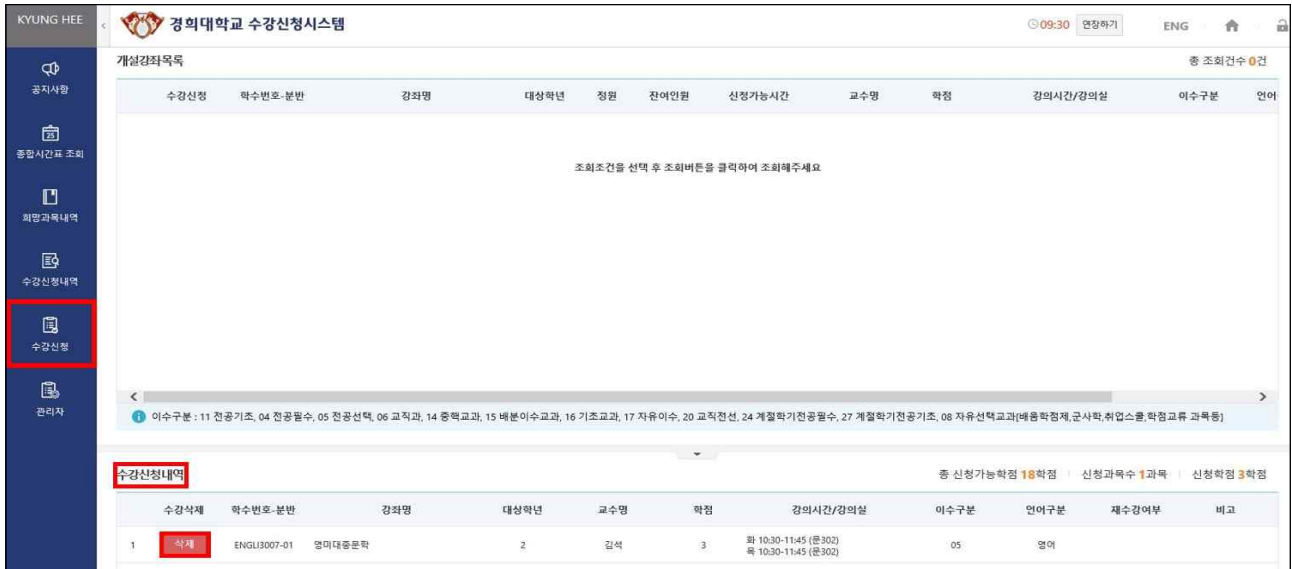 KYUNG HEE
경희대학교 수강신청시스템
09:30 연장하기 ENG
공지사항
25
종합시간표 조회
희망과목내역
수강신청내역
수강신청
관리자
개설강좌목록 총 조회건수 0건
수강신청 학수번호-분반 강좌명 대상학년 정원 잔여인원 신청가능시간 교수명 학점 강의시간/강의실 이수구분 언어
조회조건을 선택 후 조회버튼을 클릭하여 조회해주세요
이수구분 : 11 전공기초, 04 전공필수, 05 전공선택, 06 교직과, 14 중핵교과, 15 배분이수교과, 16 기초교과, 17 자유이수, 20 교직전선, 24 계절학기전공필수, 27 계절학기전공기초, 08 자유선택교과[배움학점제,군사학,취업스쿨,학점교류 과목등]
수강신청내역 총 신청가능학점 18학점 신청과목수 1과목 신청학점 3학점
수강삭제 학수번호-분반 강좌명 대상학년 교수명 학점 강의시간/강의실 이수구분 언어구분 재수강여부 비고
1 삭제 ENGLI3007-01 영미대중문학 2 김석 3 화 10:30-11:45 (문302) 05 영어
목 10:30-11:45 (문302)